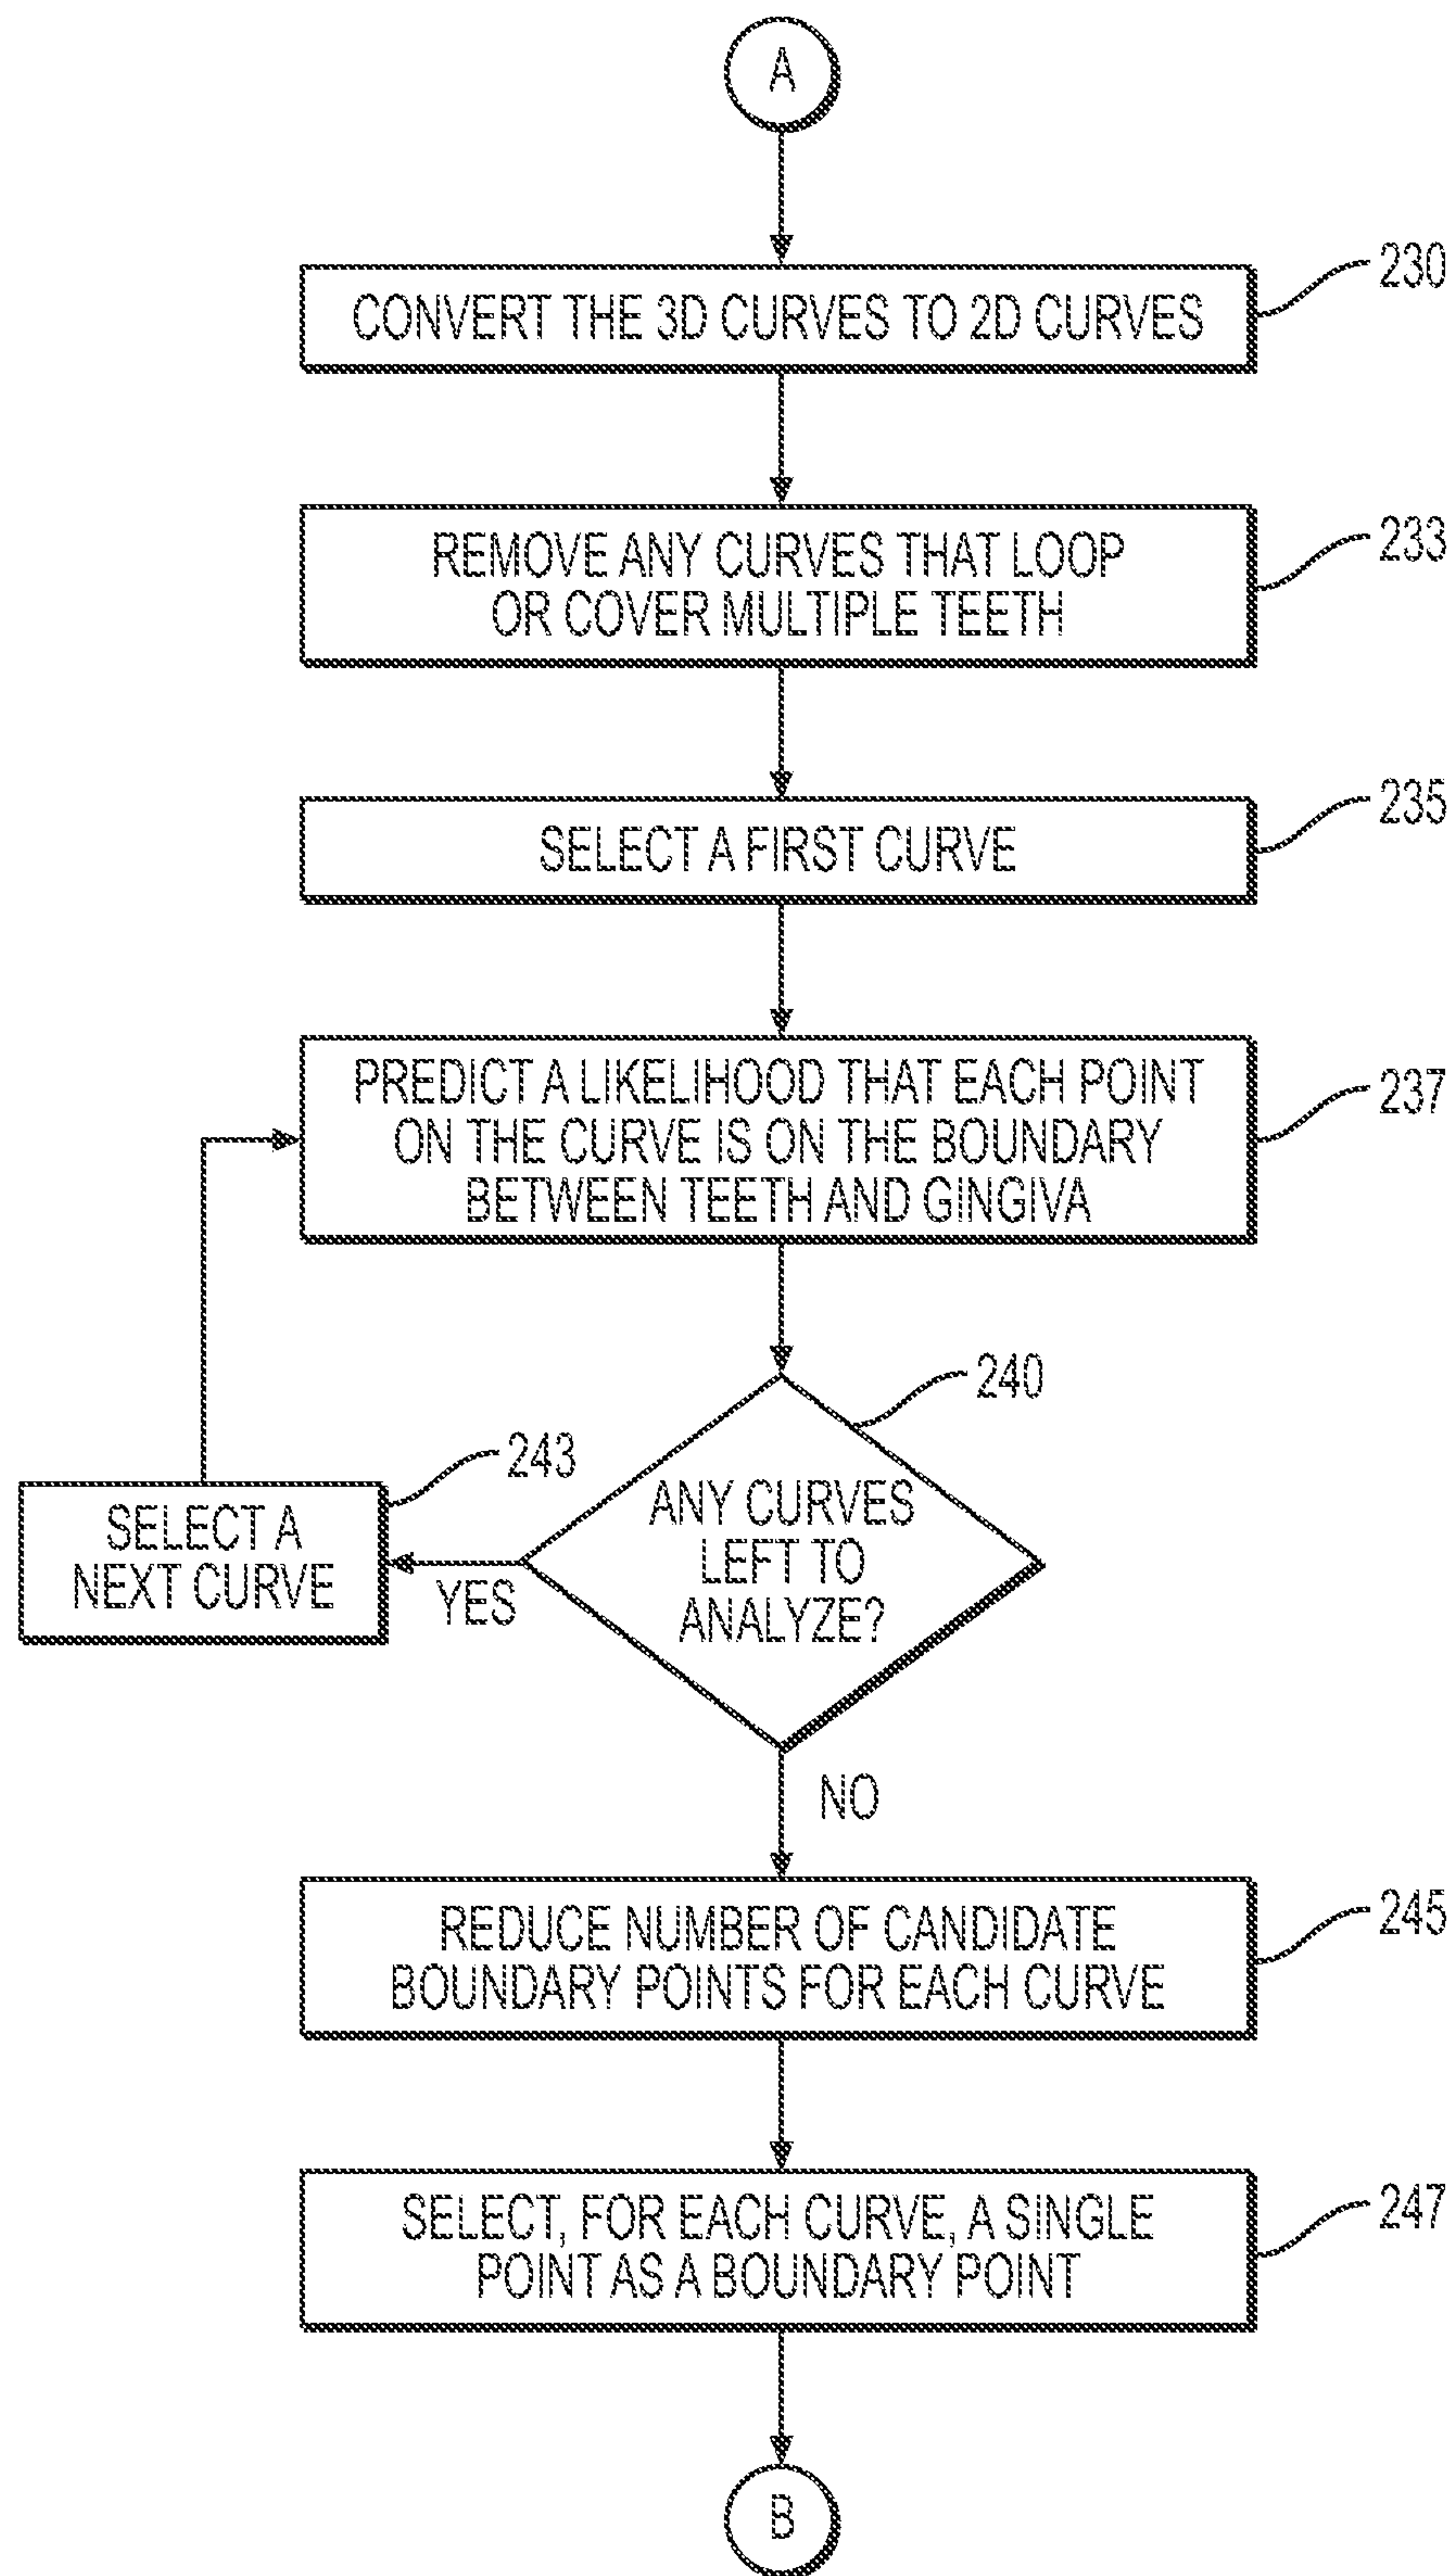 A
CONVERT THE 3D CURVES TO 2D CURVES
230
REMOVE ANY CURVES THAT LOOP
OR COVER MULTIPLE TEETH
233
SELECT A FIRST CURVE
235
PREDICT A LIKELIHOOD THAT EACH POINT
ON THE CURVE IS ON THE BOUNDARY
BETWEEN TEETH AND GINGIVA
237
240
ANY CURVES
LEFT TO
ANALYZE?
243
SELECT A
NEXT CURVE
YES
NO
REDUCE NUMBER OF CANDIDATE
BOUNDARY POINTS FOR EACH CURVE
245
SELECT, FOR EACH CURVE, A SINGLE
POINT AS A BOUNDARY POINT
247
B